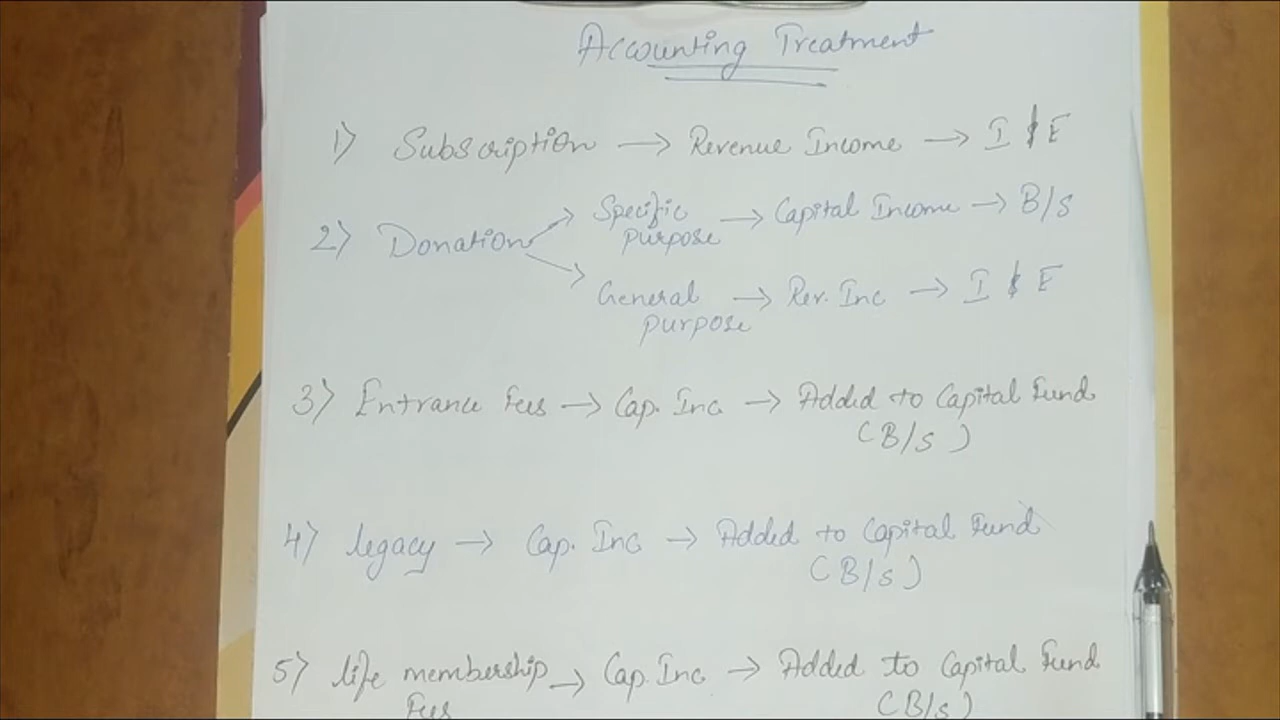 Accounting Treatment
1) Subscription → Revenue Income → I & E
2) Donation → Specific purpose → Capital Income → B/S
→ General purpose → Rev. Inc → I & E
3) Entrance Fees → Cap. Inc → Added to Capital Fund
(B/S)
4) legacy → Cap. Inc → Added to Capital Fund
(B/S)
5) life membership Fees → Cap. Inc → Added to Capital Fund
(B/S)